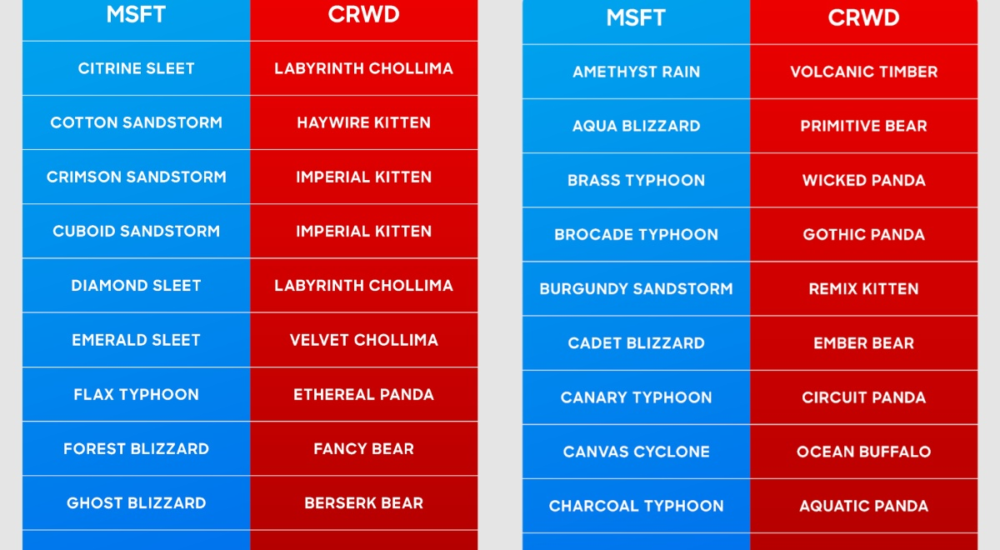 MSFT CRWD
CITRINE SLEET LABYRINTH CHOLLIMA
COTTON SANDSTORM HAYWIRE KITTEN
CRIMSON SANDSTORM IMPERIAL KITTEN
CUBOID SANDSTORM IMPERIAL KITTEN
DIAMOND SLEET LABYRINTH CHOLLIMA
EMERALD SLEET VELVET CHOLLIMA
FLAX TYPHOON ETHEREAL PANDA
FOREST BLIZZARD FANCY BEAR
GHOST BLIZZARD BERSERK BEAR
MSFT CRWD
AMETHYST RAIN VOLCANIC TIMBER
AQUA BLIZZARD PRIMITIVE BEAR
BRASS TYPHOON WICKED PANDA
BROCADE TYPHOON GOTHIC PANDA
BURGUNDY SANDSTORM REMIX KITTEN
CADET BLIZZARD EMBER BEAR
CANARY TYPHOON CIRCUIT PANDA
CANVAS CYCLONE OCEAN BUFFALO
CHARCOAL TYPHOON AQUATIC PANDA